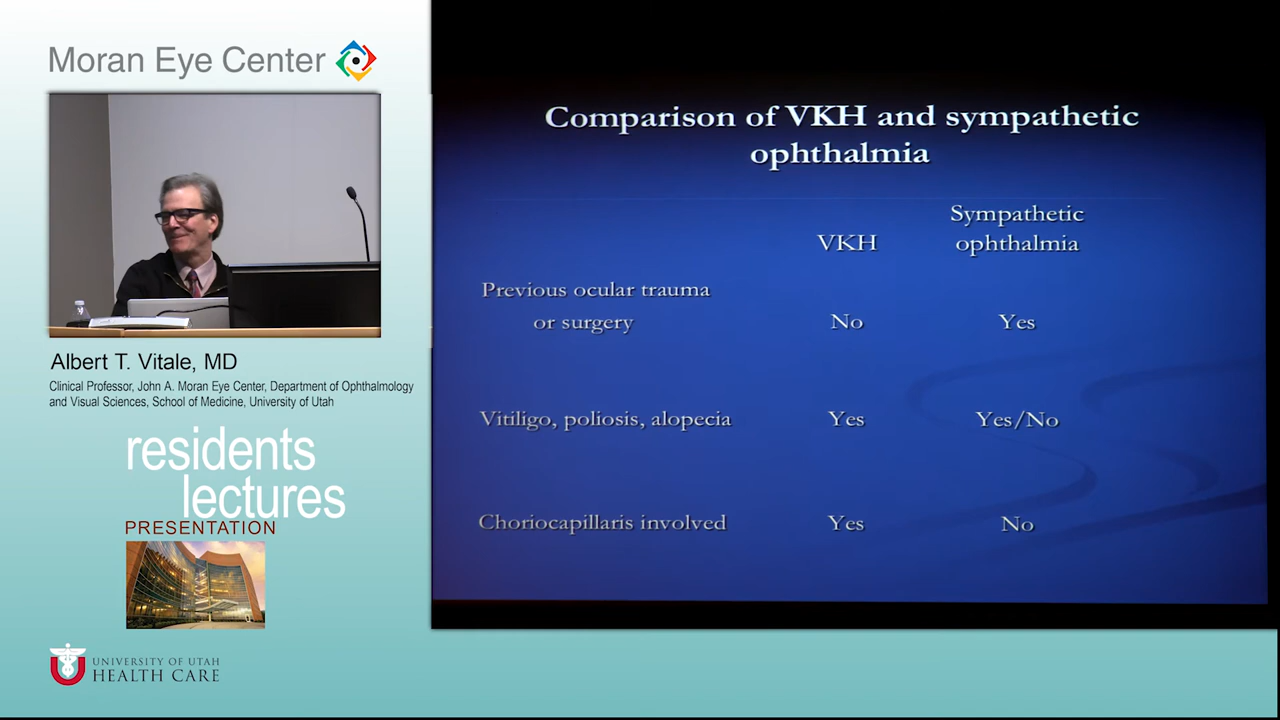 Moran Eye Center
Albert T. Vitale, MD
Clinical Professor, John A. Moran Eye Center, Department of Ophthalmology
and Visual Sciences, School of Medicine, University of Utah
residents
lectures
PRESENTATION
UNIVERSITY OF UTAH
HEALTH CARE
Comparison of VKH and sympathetic
ophthalmia
VKH
Sympathetic
ophthalmia
Previous ocular trauma
or surgery
No
Yes
Vitiligo, poliosis, alopecia
Yes
Yes/No
Choriocapillaris involved
Yes
No